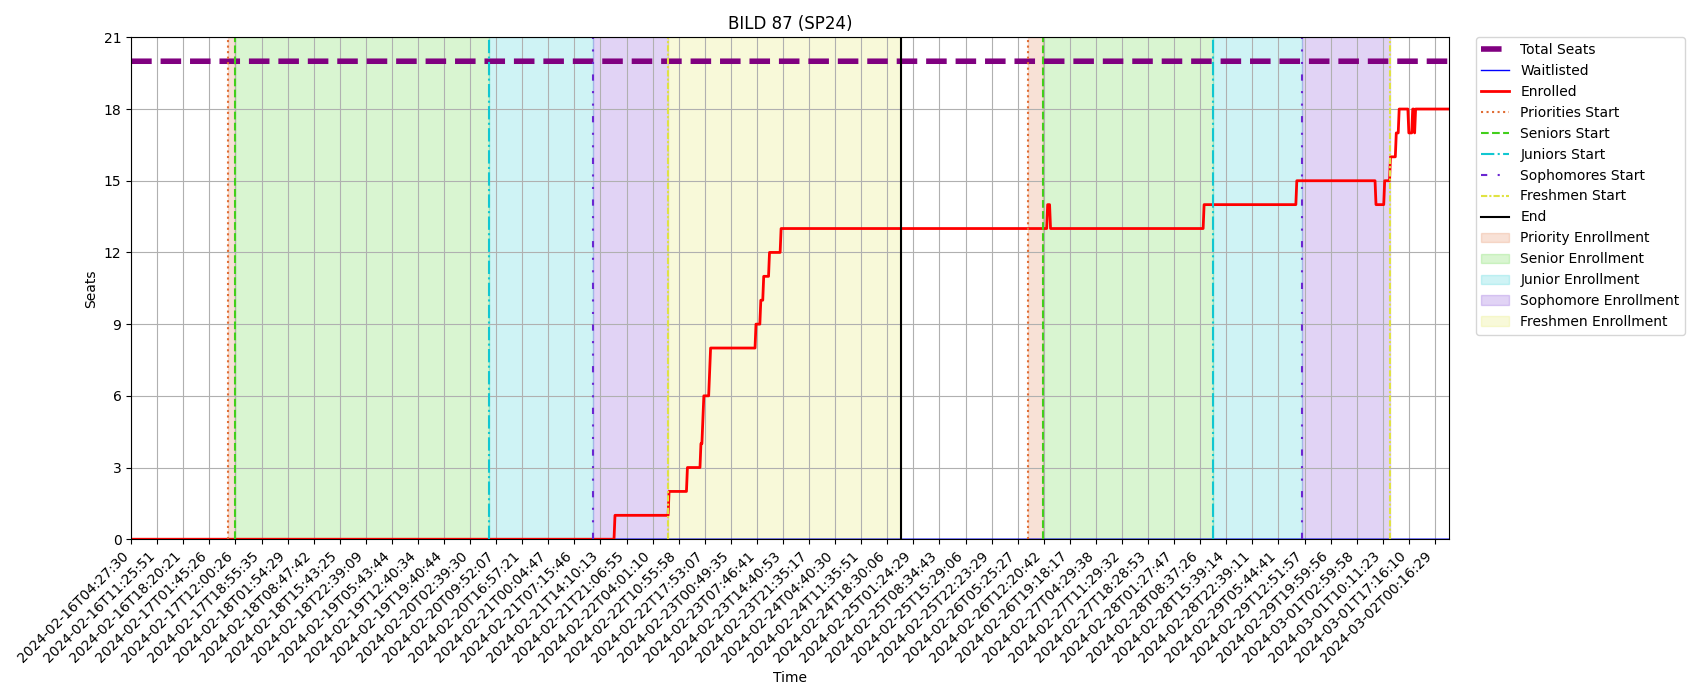 BILD 87 (SP24)
Seats
21
18
15
12
9
6
3
0
2024-02-16T04:27:30
2024-02-16T11:25:51
2024-02-16T18:20:21
2024-02-17T01:45:26
2024-02-17T12:00:26
2024-02-17T18:55:35
2024-02-18T01:54:29
2024-02-18T08:47:42
2024-02-18T15:43:25
2024-02-18T22:39:09
2024-02-19T05:43:44
2024-02-19T12:40:34
2024-02-19T19:40:44
2024-02-20T02:39:30
2024-02-20T09:52:07
2024-02-20T16:57:21
2024-02-21T00:04:47
2024-02-21T07:15:46
2024-02-21T14:10:13
2024-02-21T21:06:55
2024-02-22T04:01:10
2024-02-22T10:55:58
2024-02-22T17:53:07
2024-02-23T00:49:35
2024-02-23T07:46:41
2024-02-23T14:40:53
2024-02-23T21:35:17
2024-02-24T04:40:30
2024-02-24T11:35:51
2024-02-24T18:30:06
2024-02-25T01:24:29
2024-02-25T08:34:43
2024-02-25T15:29:06
2024-02-25T22:23:29
2024-02-26T05:25:27
2024-02-26T12:20:42
2024-02-26T19:18:17
2024-02-27T04:29:38
2024-02-27T11:29:32
2024-02-27T18:28:53
2024-02-28T01:27:47
2024-02-28T08:37:26
2024-02-28T15:39:14
2024-02-28T22:39:11
2024-02-29T05:44:41
2024-02-29T12:51:57
2024-02-29T19:59:56
2024-03-01T02:59:58
2024-03-01T10:11:23
2024-03-01T17:16:10
2024-03-02T00:16:29
Time
Total Seats
Waitlisted
Enrolled
Priorities Start
Seniors Start
Juniors Start
Sophomores Start
Freshmen Start
End
Priority Enrollment
Senior Enrollment
Junior Enrollment
Sophomore Enrollment
Freshmen Enrollment